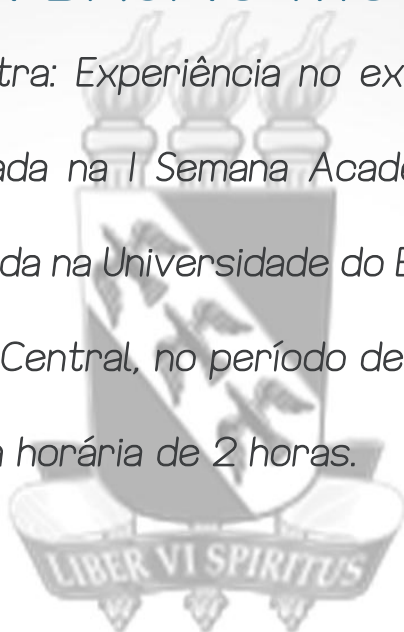 tra: Experiência no ex
ada na I Semana Acad
da na Universidade do
Central, no período de
a horária de 2 horas.
LIBER VI SPIRITUS